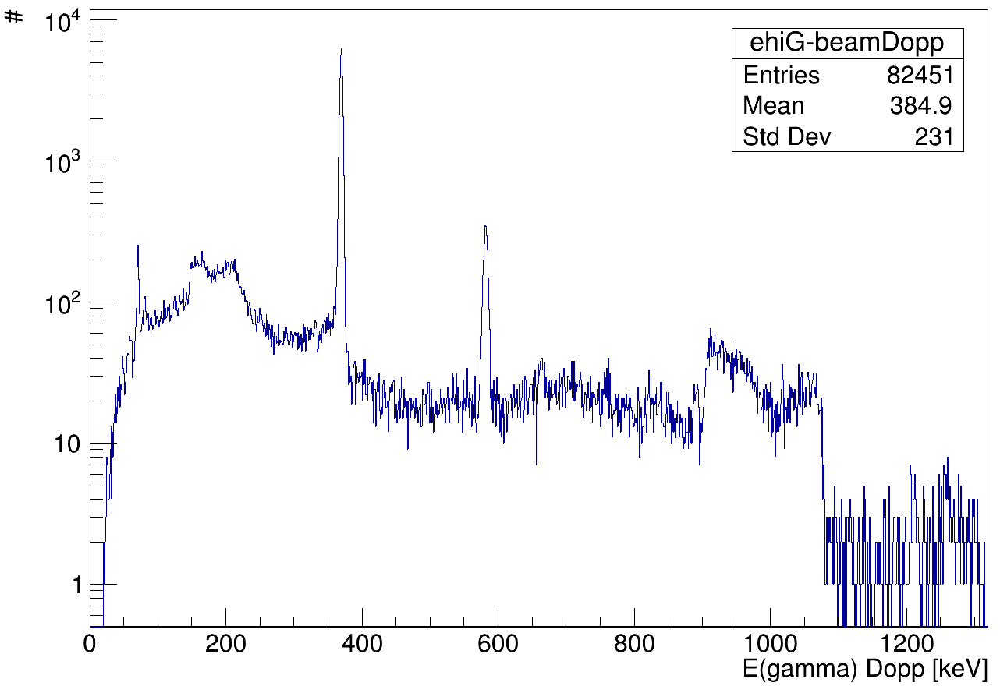 #
10^4
10^3
10^2
10
1
ehiG-beamDopp
Entries 82451
Mean 384.9
Std Dev 231
0 200 400 600 800 1000 1200
E(gamma) Dopp [keV]